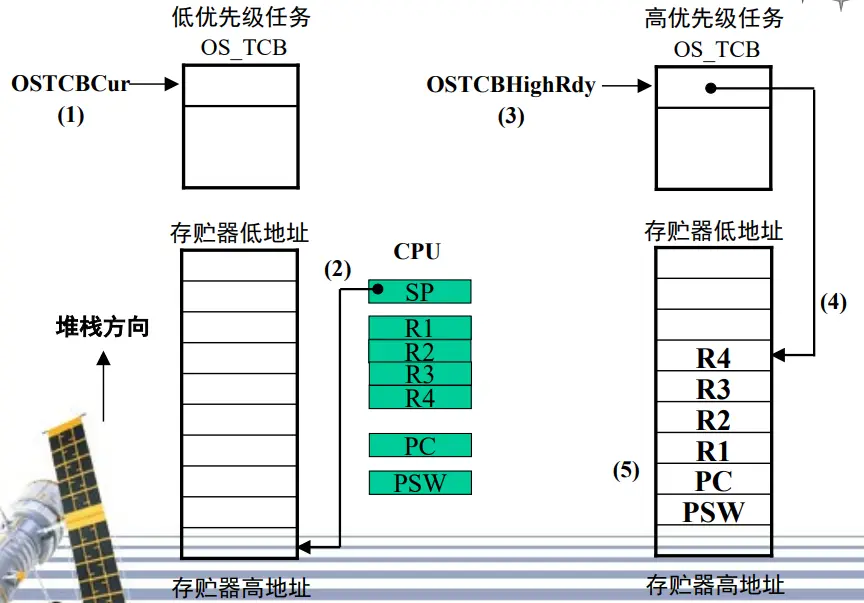 低优先级任务
OS_TCB
OSTCBCur
(1)
高优先级任务
OS_TCB
OSTCBHighRdy
(3)
存贮器低地址
(2)
CPU
SP
R1
R2
R3
R4
PC
PSW
堆栈方向
存贮器高地址
存贮器低地址
(4)
R4
R3
R2
R1
(5)
PC
PSW
存贮器高地址